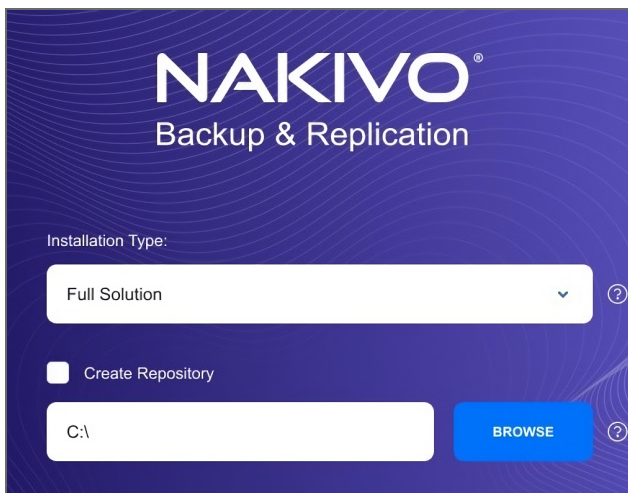 NAKIVO®
Backup & Replication
Installation Type:
Full Solution
?
Create Repository
C:\
BROWSE
?